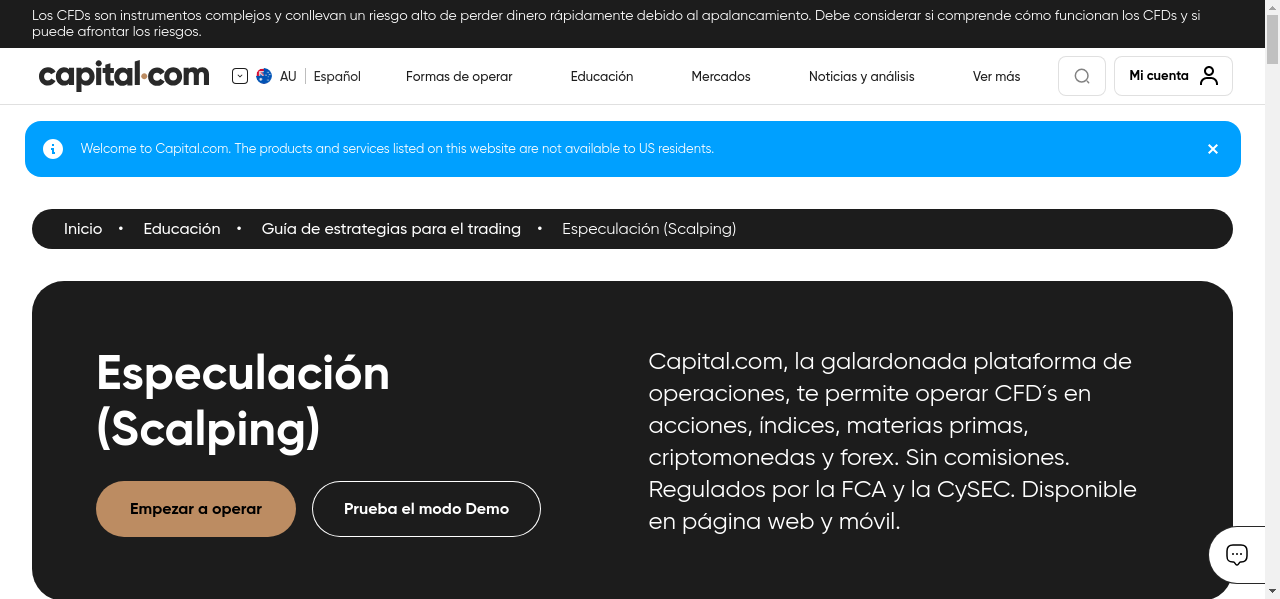 Los CFDs son instrumentos complejos y conllevan un riesgo alto de perder dinero rápidamente debido al apalancamiento. Debe considerar si comprende cómo funcionan los CFDs y si
puede afrontar los riesgos.
capital.com AU Español Formas de operar Educación Mercados Noticias y análisis Ver más Mi cuenta
Welcome to Capital.com. The products and services listed on this website are not available to US residents.
Inicio • Educación • Guía de estrategias para el trading • Especulación (Scalping)
Especulación
(Scalping)
Empezar a operar Prueba el modo Demo
Capital.com, la galardonada plataforma de
operaciones, te permite operar CFD´s en
acciones, índices, materias primas,
criptomonedas y forex. Sin comisiones.
Regulados por la FCA y la CySEC. Disponible
en página web y móvil.